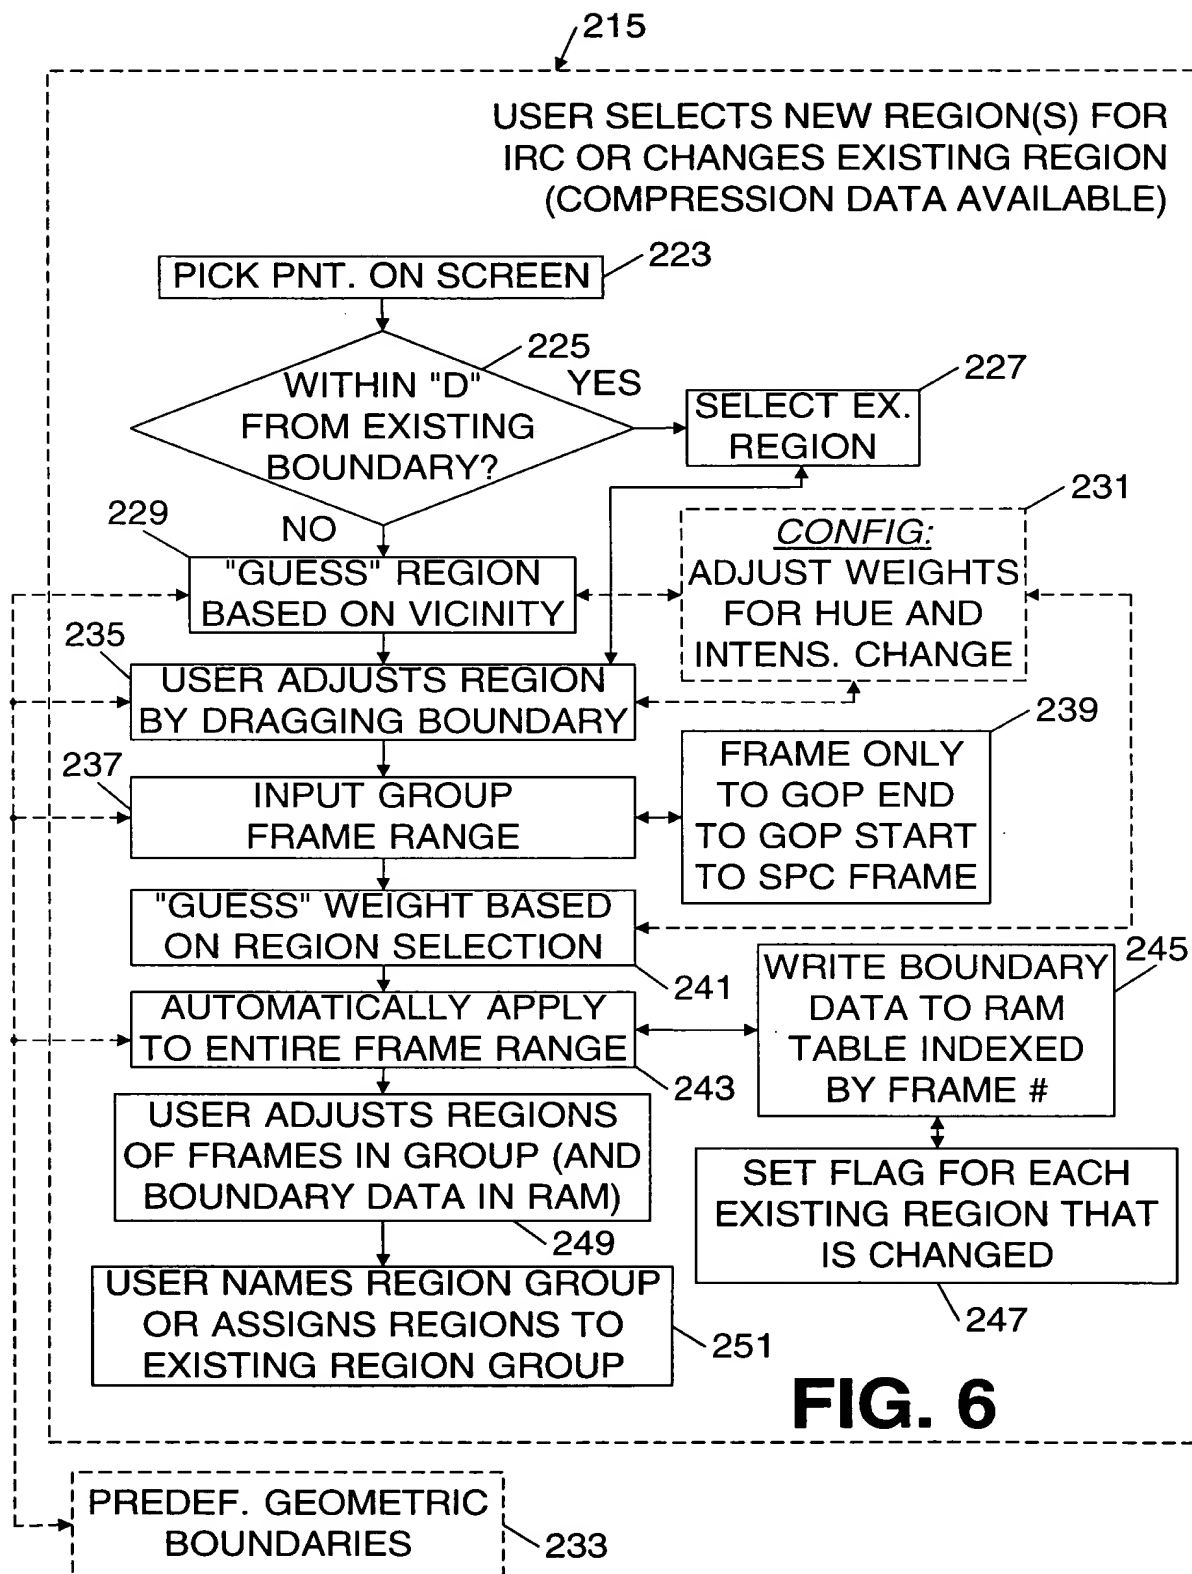 215
USER SELECTS NEW REGION(S) FOR
IRC OR CHANGES EXISTING REGION
(COMPRESSION DATA AVAILABLE)
PICK PNT. ON SCREEN
223
225
WITHIN "D"
FROM EXISTING
BOUNDARY?
YES
NO
227
SELECT EX.
REGION
229
"GUESS" REGION
BASED ON VICINITY
231
CONFIG:
ADJUST WEIGHTS
FOR HUE AND
INTENS. CHANGE
235
USER ADJUSTS REGION
BY DRAGGING BOUNDARY
237
INPUT GROUP
FRAME RANGE
239
FRAME ONLY
TO GOP END
TO GOP START
TO SPC FRAME
"GUESS" WEIGHT BASED
ON REGION SELECTION
241
AUTOMATICALLY APPLY
TO ENTIRE FRAME RANGE
243
245
WRITE BOUNDARY
DATA TO RAM
TABLE INDEXED
BY FRAME #
USER ADJUSTS REGIONS
OF FRAMES IN GROUP (AND
BOUNDARY DATA IN RAM)
249
SET FLAG FOR EACH
EXISTING REGION THAT
IS CHANGED
247
USER NAMES REGION GROUP
OR ASSIGNS REGIONS TO
EXISTING REGION GROUP
251
FIG. 6
PREDEF. GEOMETRIC
BOUNDARIES
233